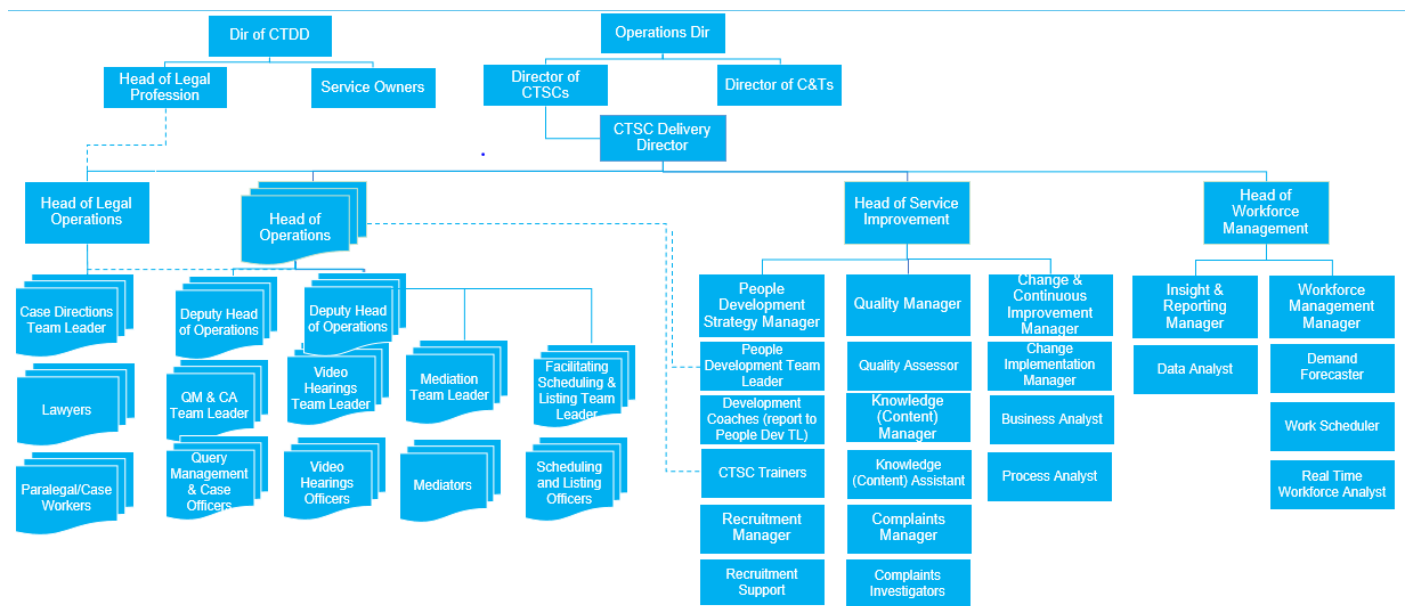 Dir of CTDD
Operations Dir
Head of Legal
Profession
Service Owners
Director of
CTSCs
Director of C&Ts
CTSC Delivery
Director
Head of Legal
Operations
Head of
Operations
Head of Service
Improvement
Head of
Workforce
Management
Case Directions
Team Leader
Deputy Head
of Operations
Deputy Head
of Operations
People
Development
Strategy Manager
Quality Manager
Change &
Continuous
Improvement
Manager
Insight &
Reporting
Manager
Workforce
Management
Manager
Lawyers
QM & CA
Team Leader
Video
Hearings
Team Leader
Mediation
Team Leader
Facilitating
Scheduling &
Listing Team
Leader
People
Development Team
Leader
Quality Assessor
Change
Implementation
Manager
Data Analyst
Demand
Forecaster
Development
Coaches (report to
People Dev TL)
Knowledge
(Content)
Manager
Business Analyst
Work Scheduler
Paralegal/Case
Workers
Query
Management
& Case
Officers
Video
Hearings
Officers
Mediators
Scheduling
and Listing
Officers
CTSC Trainers
Knowledge
(Content) Assistant
Process Analyst
Real Time
Workforce Analyst
Recruitment
Manager
Complaints
Manager
Recruitment
Support
Complaints
Investigators